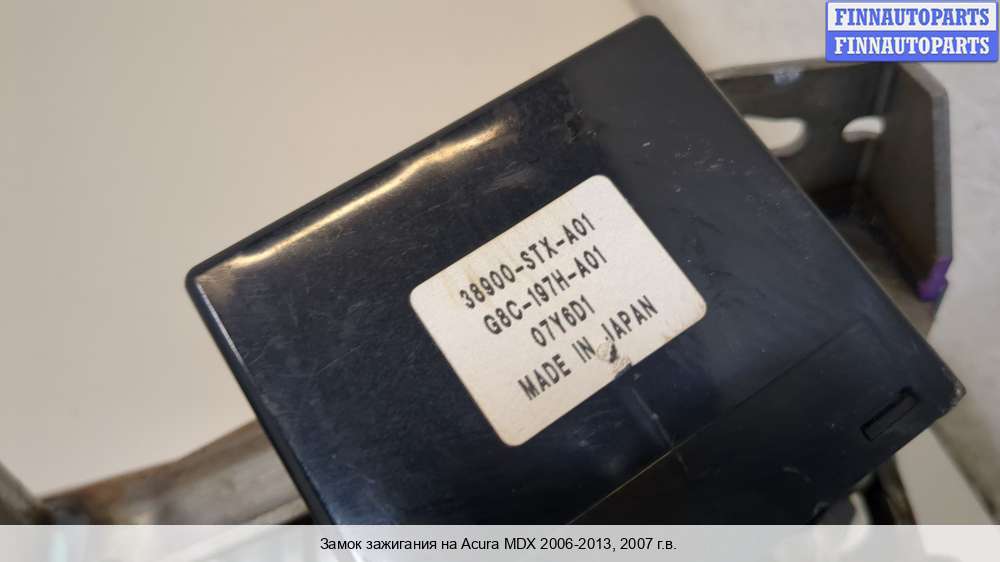 FINNAUTOPARTS
FINNAUTOPARTS
38900-STX-A01
G8C-197H-A01
07Y6D1
MADE IN JAPAN
Замок зажигания на Acura MDX 2006-2013, 2007 г.в.